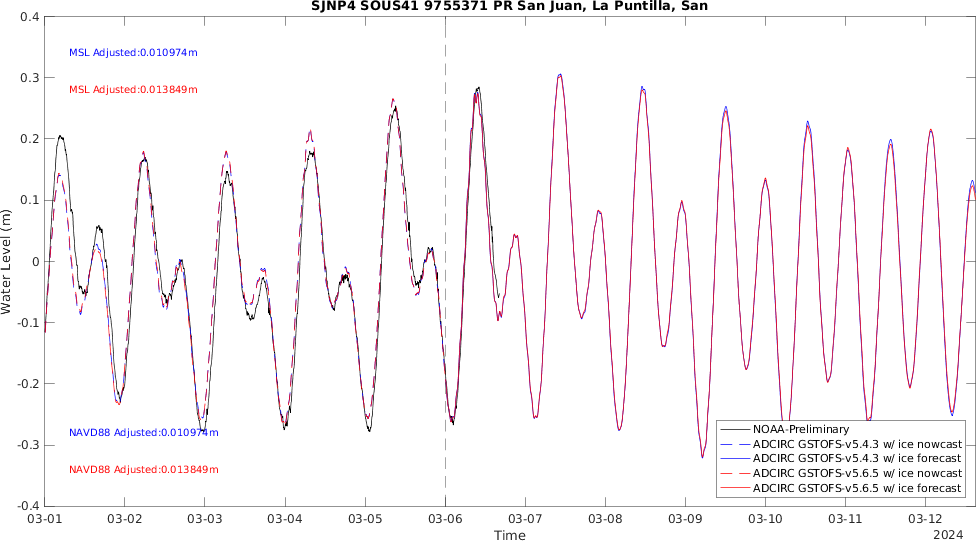 SJNP4 SOUS41 9755371 PR San Juan, La Puntilla, San
0.4
0.3
0.2
0.1
0
-0.1
-0.2
-0.3
-0.4
Water Level (m)
MSL Adjusted:0.010974m
MSL Adjusted:0.013849m
NAVD88 Adjusted:0.010974m
NAVD88 Adjusted:0.013849m
NOAA-Preliminary
ADCIRC GSTOFS-v5.4.3 w/ ice nowcast
ADCIRC GSTOFS-v5.4.3 w/ ice forecast
ADCIRC GSTOFS-v5.6.5 w/ ice nowcast
ADCIRC GSTOFS-v5.6.5 w/ ice forecast
03-01 03-02 03-03 03-04 03-05 03-06 03-07 03-08 03-09 03-10 03-11 03-12
Time
2024